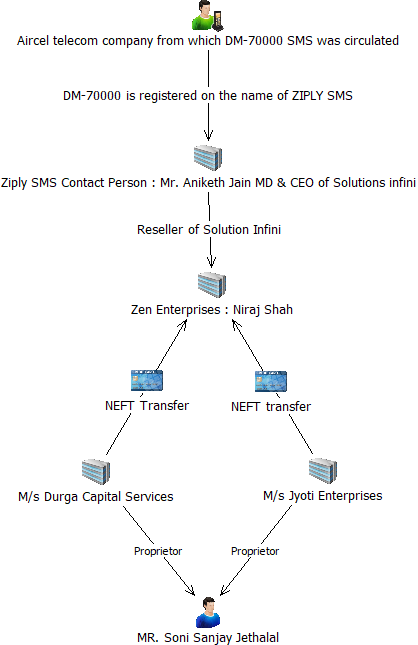 Aircel telecom company from which DM-70000 SMS was circulated
DM-70000 is registered on the name of ZIPLY SMS
Ziply SMS Contact Person : Mr. Aniketh Jain MD & CEO of Solutions infini
Reseller of Solution Infini
Zen Enterprises : Niraj Shah
NEFT Transfer
NEFT transfer
M/s Durga Capital Services
M/s Jyoti Enterprises
Proprietor
Proprietor
MR. Soni Sanjay Jethalal